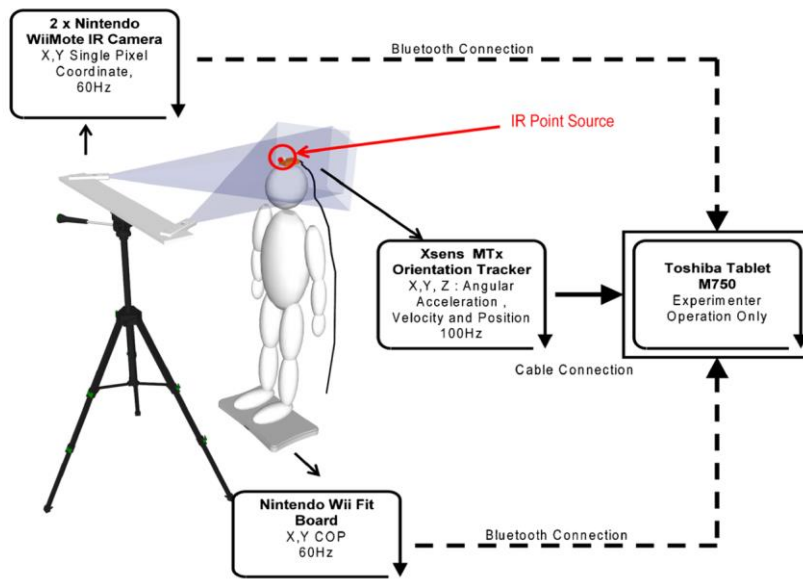 2 x Nintendo
WiiMote IR Camera
X,Y Single Pixel
Coordinate,
60Hz
Bluetooth Connection
IR Point Source
Xsens MTx
Orientation Tracker
X,Y, Z : Angular
Acceleration ,
Velocity and Position
100Hz
Toshiba Tablet
M750
Experimenter
Operation Only
Cable Connection
Nintendo Wii Fit
Board
X,Y COP
60Hz
Bluetooth Connection